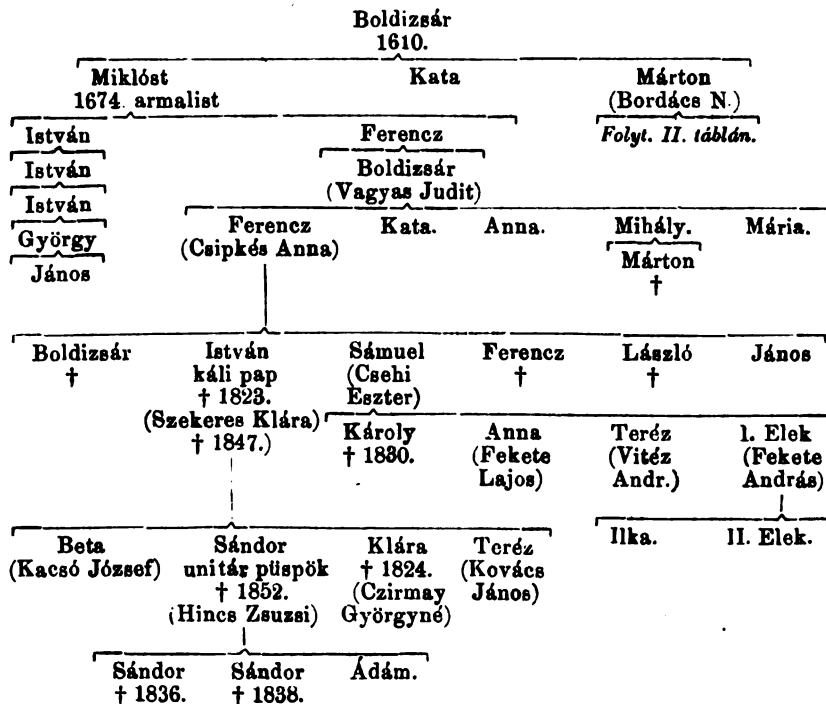 Boldizsár
1610.
Miklóst Kata Márton
1674. armalist (Bordács N.)
István Ferencz Folyt. II. táblán.
István Boldizsár
(Vagyas Judit)
István
Ferencz Kata. Anna. Mihály. Mária.
György (Csipkés Anna) Márton
János †
Boldizsár István Sámuel Ferencz László János
† káli pap (Csehi † †
† 1823. Eszter)
(Szekeres Klára)
† 1847.) Károly Anna Teréz I. Elek
† 1830. (Fekete (Vitéz (Fekete
Lajos) Andr.) András)
Beta Sándor Klára Teréz Ilka. II. Elek.
(Kacsó József) unitár püspök † 1824. (Kovács
† 1852. (Czirmay János)
(Hincs Zsuzsi) Györgyné)
Sándor Sándor Ádám.
† 1836. † 1838.